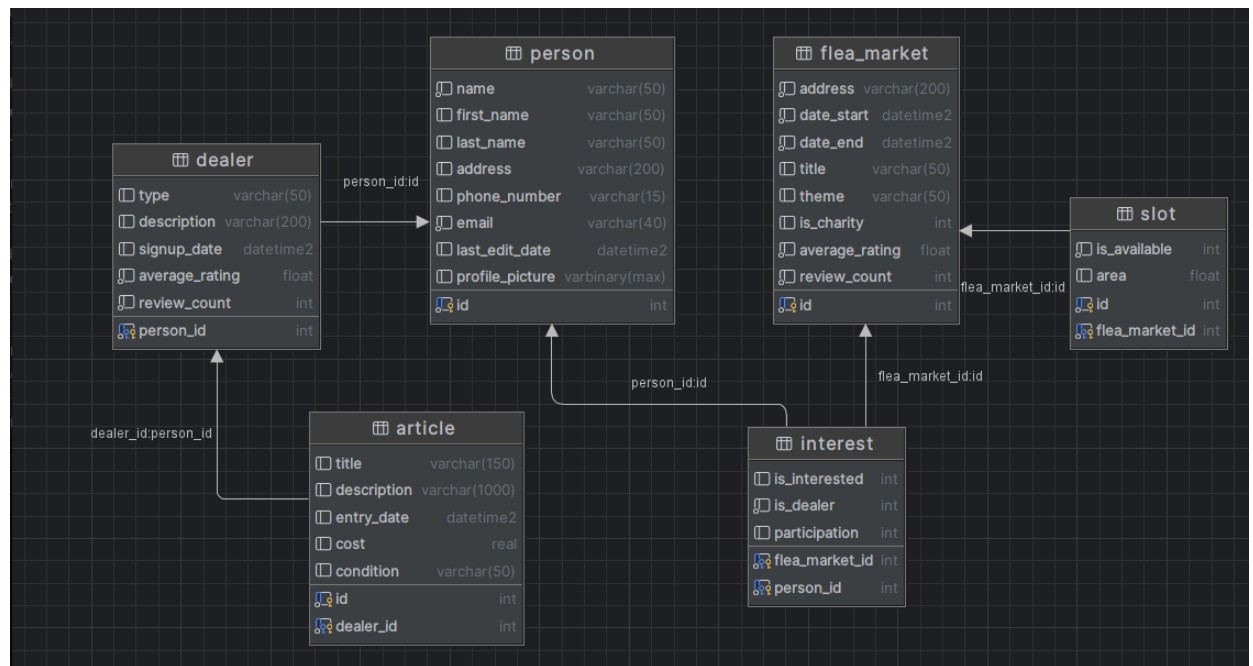 person
name varchar(50)
first_name varchar(50)
last_name varchar(50)
address varchar(200)
phone_number varchar(15)
email varchar(40)
last_edit_date datetime2
profile_picture varbinary(max)
id int
flea_market
address varchar(200)
date_start datetime2
date_end datetime2
title varchar(50)
theme varchar(50)
is_charity int
average_rating float
review_count int
id int
dealer
type varchar(50)
description varchar(200)
signup_date datetime2
average_rating float
review_count int
person_id int
person_id:id
slot
is_available int
area float
id int
flea_market_id int
flea_market_id:id
person_id:id
flea_market_id:id
dealer_id:person_id
article
title varchar(150)
description varchar(1000)
entry_date datetime2
cost real
condition varchar(50)
id int
dealer_id int
interest
is_interested int
is_dealer int
participation int
flea_market_id int
person_id int